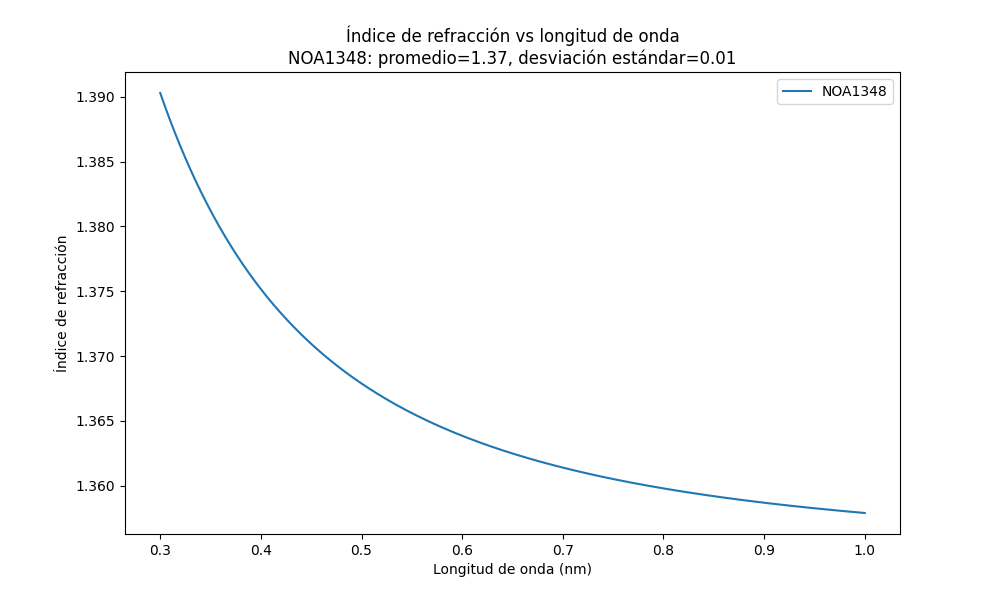 Índice de refracción vs longitud de onda
NOA1348: promedio=1.37, desviación estándar=0.01
NOA1348
1.390
1.385
1.380
1.375
1.370
1.365
1.360
Índice de refracción
0.3 0.4 0.5 0.6 0.7 0.8 0.9 1.0
Longitud de onda (nm)